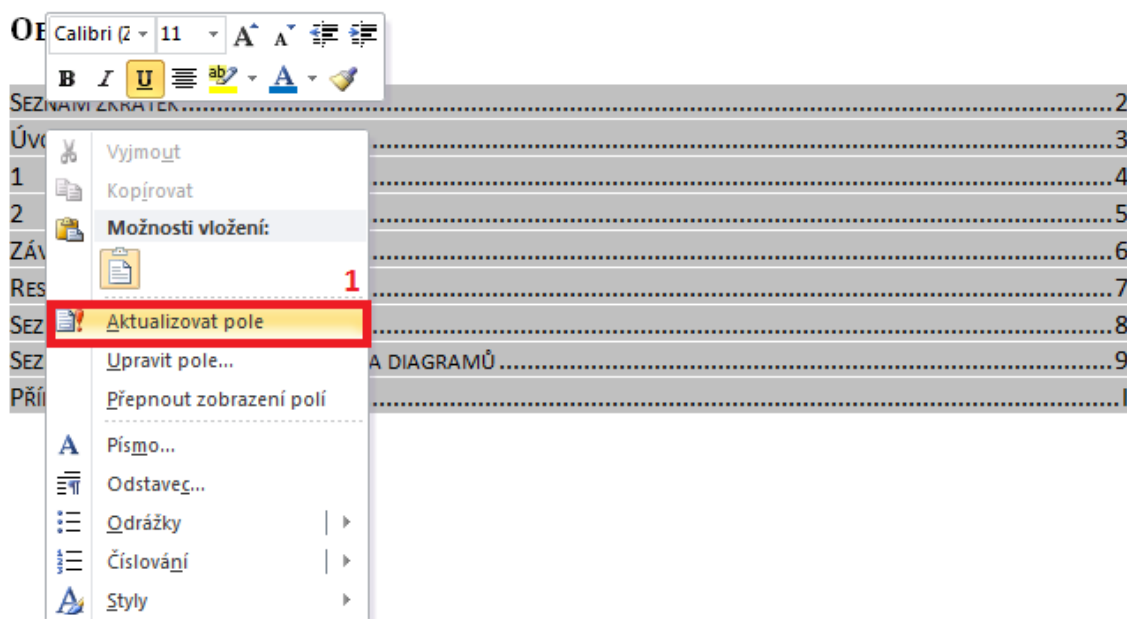 Calibri (Z 11 A A
B I U ab A
SEZNAM ZKRATEK 2
3
1 4
2 5
6
7
8
A DIAGRAMŮ 9
I
Vyjmout
Kopírovat
Možnosti vložení:
1
Aktualizovat pole
Upravit pole...
Přepnout zobrazení polí
A Písmo...
Odstavec...
Odrážky
Číslování
Styly